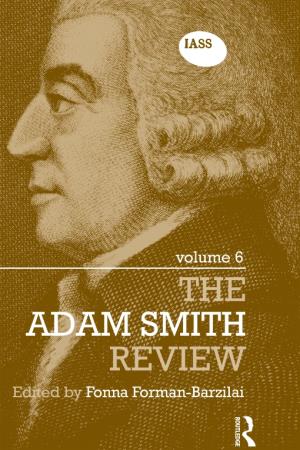 IASS
volume 6
THE
ADAM SMITH
REVIEW
Edited by Fonna Forman-Barzilai
R
ROUTLEDGE